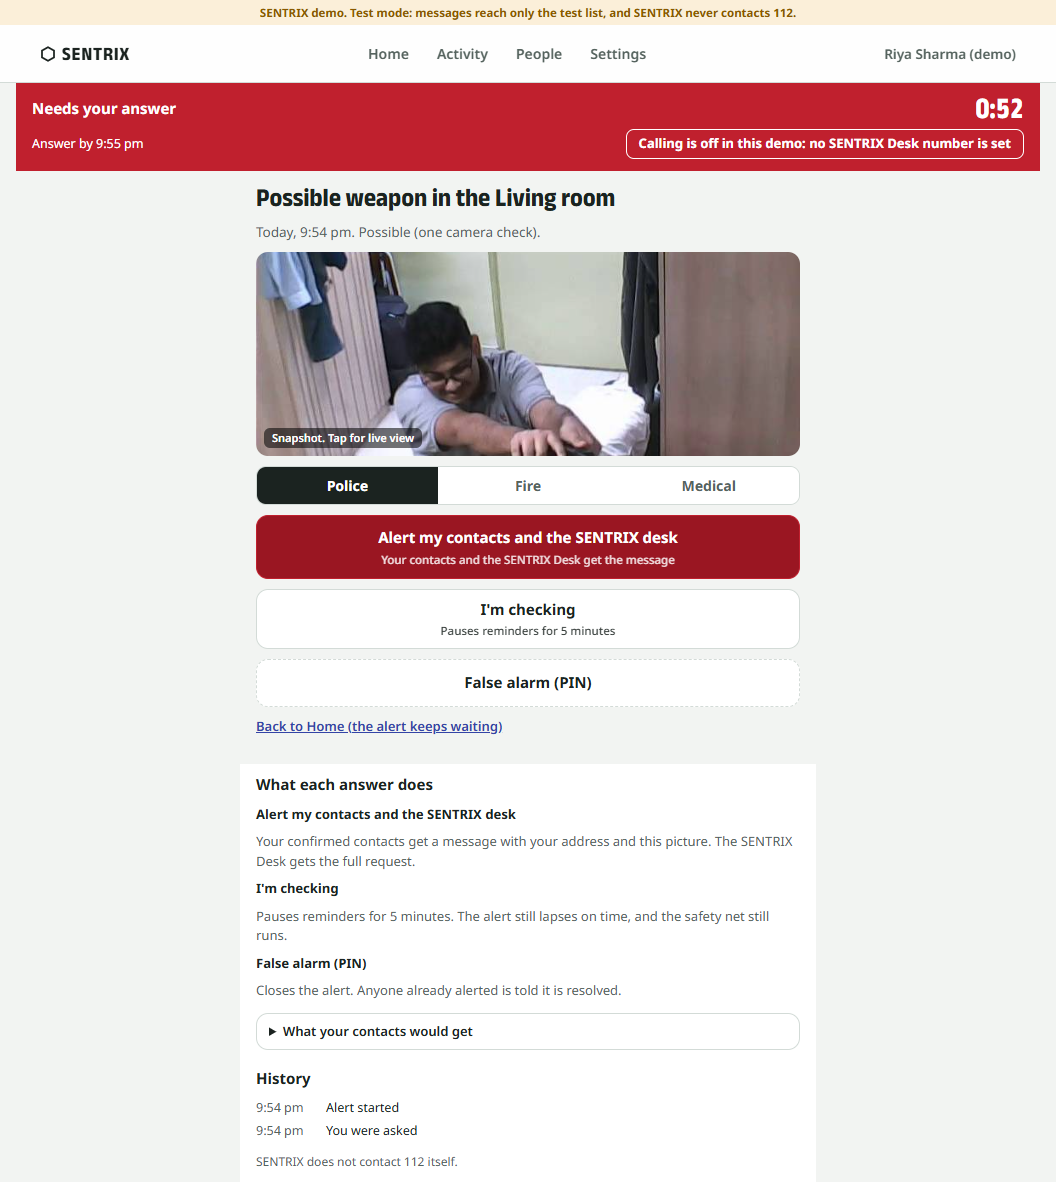 SENTRIX demo. Test mode: messages reach only the test list, and SENTRIX never contacts 112.
SENTRIX
Home
Activity
People
Settings
Riya Sharma (demo)
Needs your answer
0:52
Answer by 9:55 pm
Calling is off in this demo: no SENTRIX Desk number is set
Possible weapon in the Living room
Today, 9:54 pm. Possible (one camera check).
Snapshot. Tap for live view
Police
Fire
Medical
Alert my contacts and the SENTRIX desk
Your contacts and the SENTRIX Desk get the message
I'm checking
Pauses reminders for 5 minutes
False alarm (PIN)
Back to Home (the alert keeps waiting)
What each answer does
Alert my contacts and the SENTRIX desk
Your confirmed contacts get a message with your address and this picture. The SENTRIX
Desk gets the full request.
I'm checking
Pauses reminders for 5 minutes. The alert still lapses on time, and the safety net still
runs.
False alarm (PIN)
Closes the alert. Anyone already alerted is told it is resolved.
What your contacts would get
History
9:54 pm Alert started
9:54 pm You were asked
SENTRIX does not contact 112 itself.